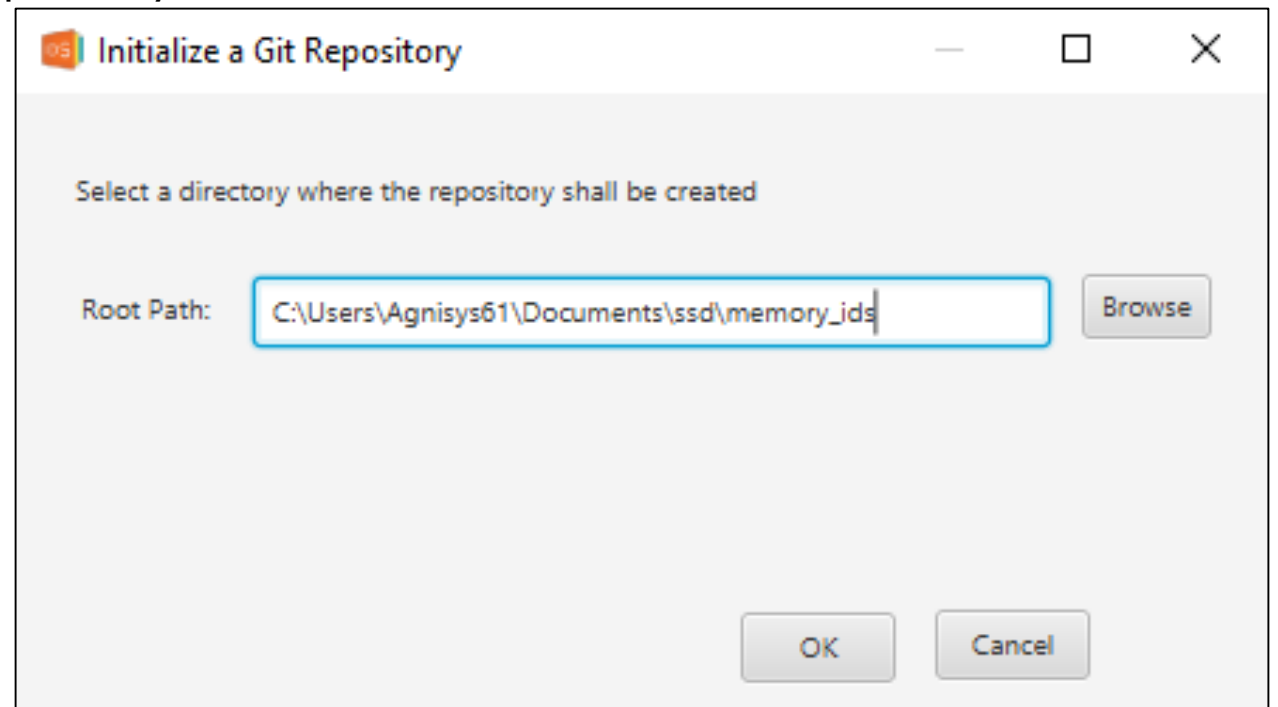 Initialize a Git Repository
Select a directory where the repository shall be created
Root Path: C:\Users\Agnisys61\Documents\ssd\memory_ids Browse
OK Cancel